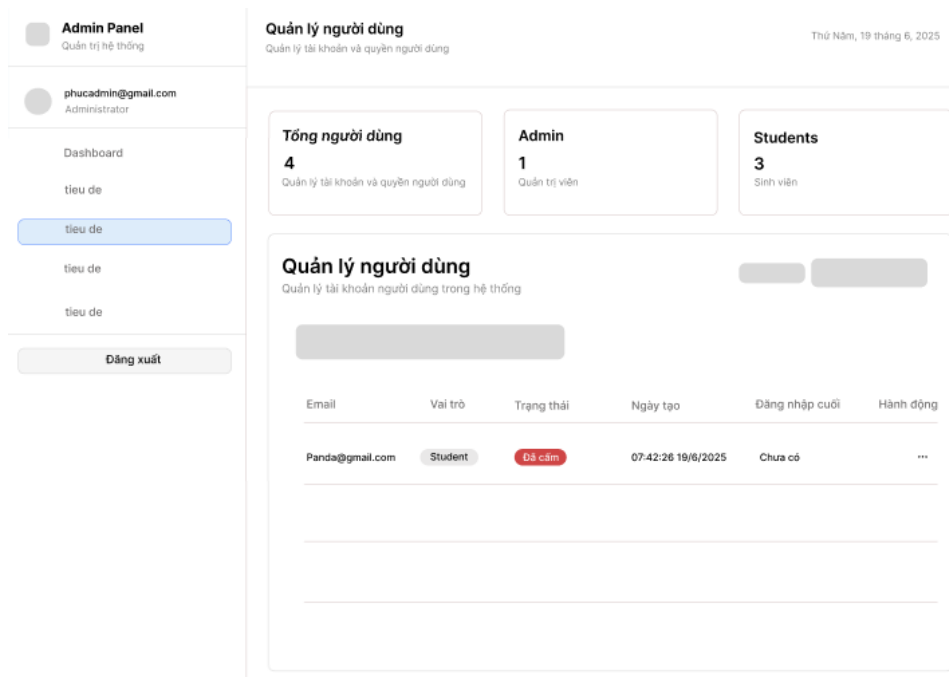 Admin Panel
Quản trị hệ thống
phucadmin@gmail.com
Administrator
Dashboard
tieu de
tieu de
tieu de
tieu de
Đăng xuất
Quản lý người dùng
Quản lý tài khoản và quyền người dùng
Thứ Năm, 19 tháng 6, 2025
Tổng người dùng
4
Quản lý tài khoản và quyền người dùng
Admin
1
Quản trị viên
Students
3
Sinh viên
Quản lý người dùng
Quản lý tài khoản người dùng trong hệ thống
Email Vai trò Trạng thái Ngày tạo Đăng nhập cuối Hành động
Panda@gmail.com Student Đã cấm 07:42:26 19/6/2025 Chưa có ...